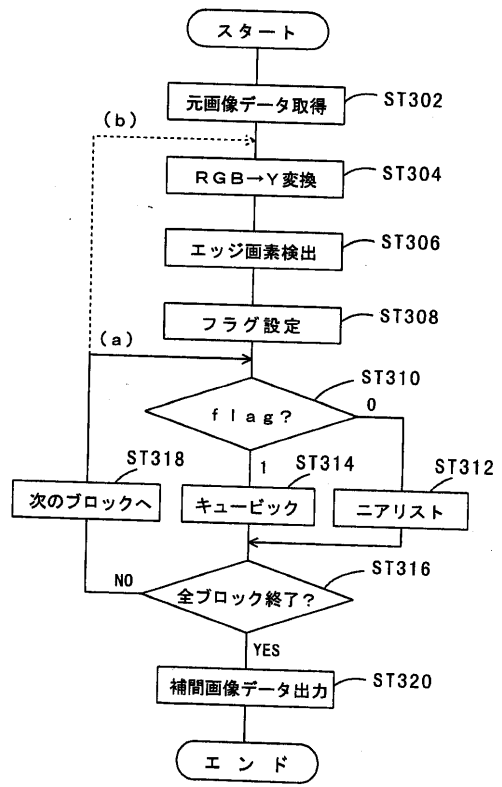 スタート
元画像データ取得
ST302
(b)
RGB→Y変換
ST304
エッジ画素検出
ST306
フラグ設定
ST308
(a)
ST310
flag?
0
ST318
1
ST314
ST312
次のブロックへ
キュービック
ニアリスト
ST316
NO
全ブロック終了?
YES
補間画像データ出力
ST320
エンド